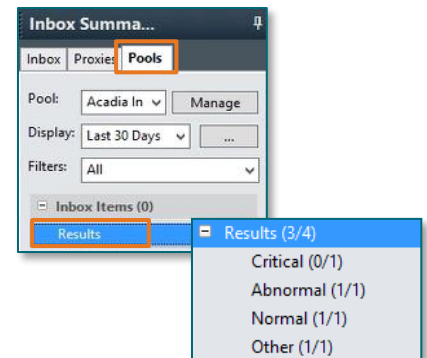 Inbox Summa...
Inbox Proxies Pools
Pool: Acadia In Manage
Display: Last 30 Days ...
Filters: All
Inbox Items (0)
Results
Results (3/4)
Critical (0/1)
Abnormal (1/1)
Normal (1/1)
Other (1/1)